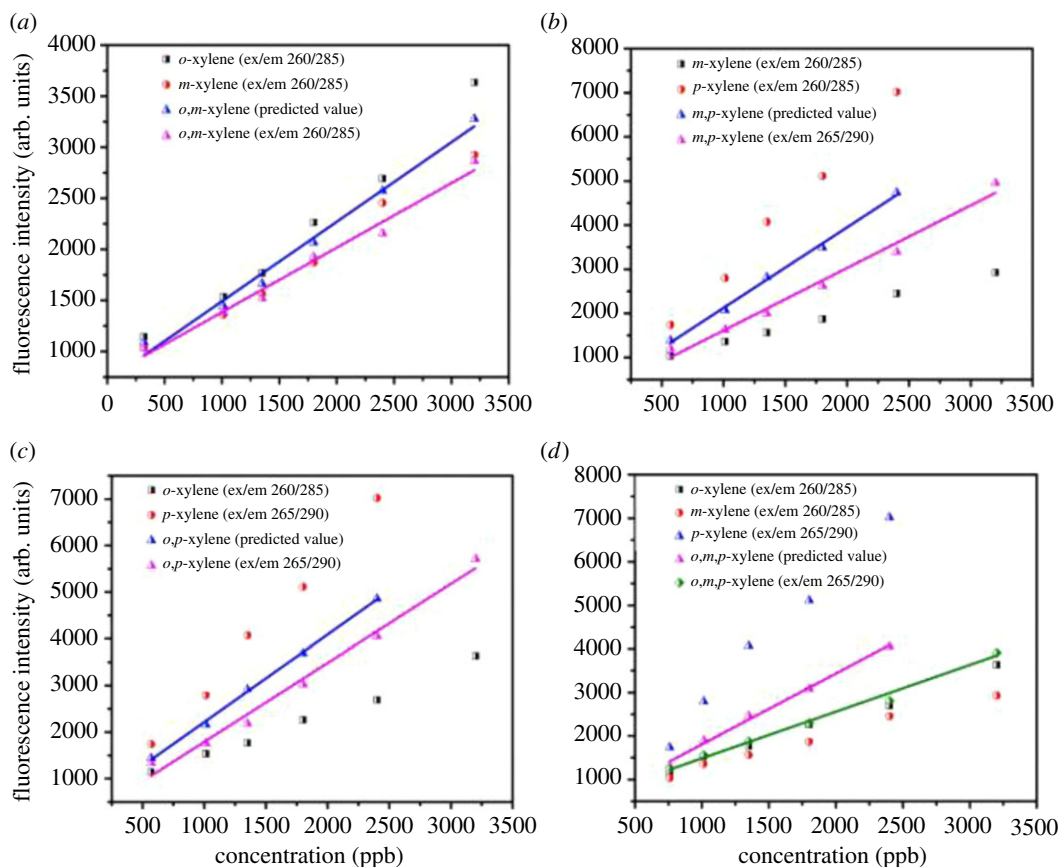 (a)
4000
3500
3000
2500
2000
1500
1000
fluorescence intensity (arb. units)
o-xylene (ex/em 260/285)
m-xylene (ex/em 260/285)
o,m-xylene (predicted value)
o,m-xylene (ex/em 260/285)
0 500 1000 1500 2000 2500 3000 3500
(b)
8000
7000
6000
5000
4000
3000
2000
1000
m-xylene (ex/em 260/285)
p-xylene (ex/em 260/285)
m,p-xylene (predicted value)
m,p-xylene (ex/em 265/290)
500 1000 1500 2000 2500 3000 3500
(c)
7000
6000
5000
4000
3000
2000
1000
fluorescence intensity (arb. units)
o-xylene (ex/em 260/285)
p-xylene (ex/em 265/290)
o,p-xylene (predicted value)
o,p-xylene (ex/em 265/290)
500 1000 1500 2000 2500 3000 3500
concentration (ppb)
(d)
8000
7000
6000
5000
4000
3000
2000
1000
o-xylene (ex/em 260/285)
m-xylene (ex/em 260/285)
p-xylene (ex/em 265/290)
o,m,p-xylene (predicted value)
o,m,p-xylene (ex/em 265/290)
500 1000 1500 2000 2500 3000 3500
concentration (ppb)